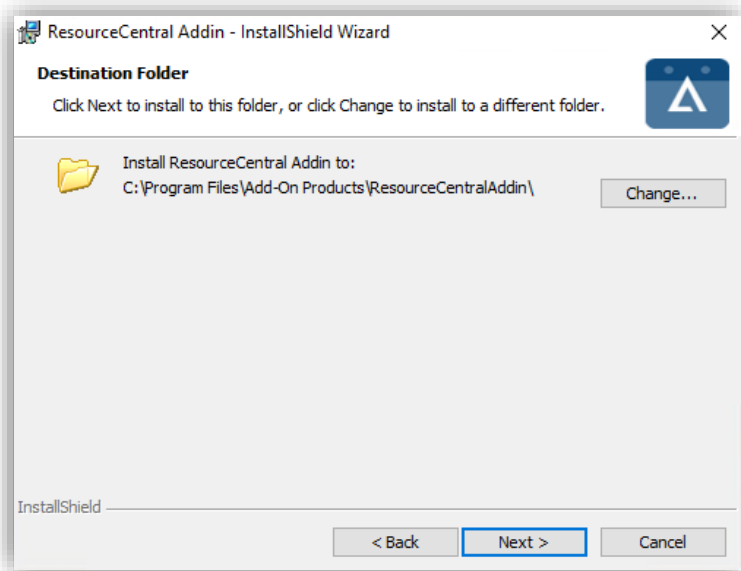 ResourceCentral Addin - InstallShield Wizard
Destination Folder
Click Next to install to this folder, or click Change to install to a different folder.
Install ResourceCentral Addin to:
C:\Program Files\Add-On Products\ResourceCentralAddin\
Change...
InstallShield
< Back
Next >
Cancel